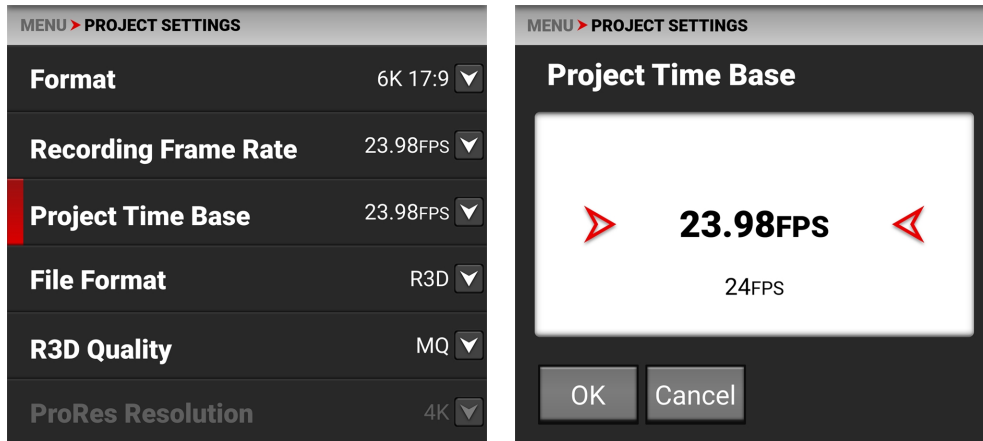 MENU > PROJECT SETTINGS
Format 6K 17:9
Recording Frame Rate 23.98FPS
Project Time Base 23.98FPS
File Format R3D
R3D Quality MQ
ProRes Resolution 4K
MENU > PROJECT SETTINGS
Project Time Base
23.98FPS
24FPS
OK Cancel